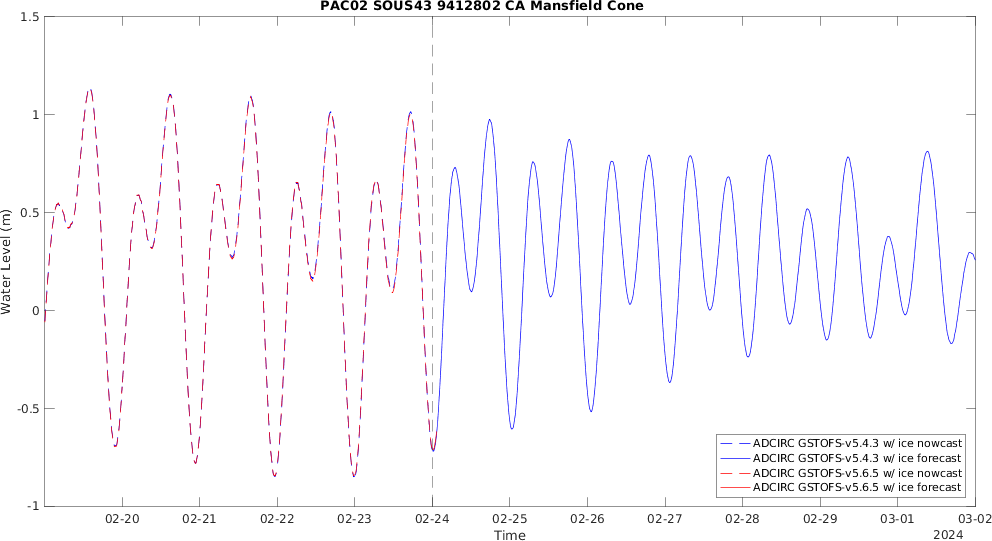 PAC02 SOUS43 9412802 CA Mansfield Cone
1.5
1
0.5
0
-0.5
-1
Water Level (m)
02-20 02-21 02-22 02-23 02-24 02-25 02-26 02-27 02-28 02-29 03-01 03-02
Time
2024
ADCIRC GSTOFS-v5.4.3 w/ ice nowcast
ADCIRC GSTOFS-v5.4.3 w/ ice forecast
ADCIRC GSTOFS-v5.6.5 w/ ice nowcast
ADCIRC GSTOFS-v5.6.5 w/ ice forecast